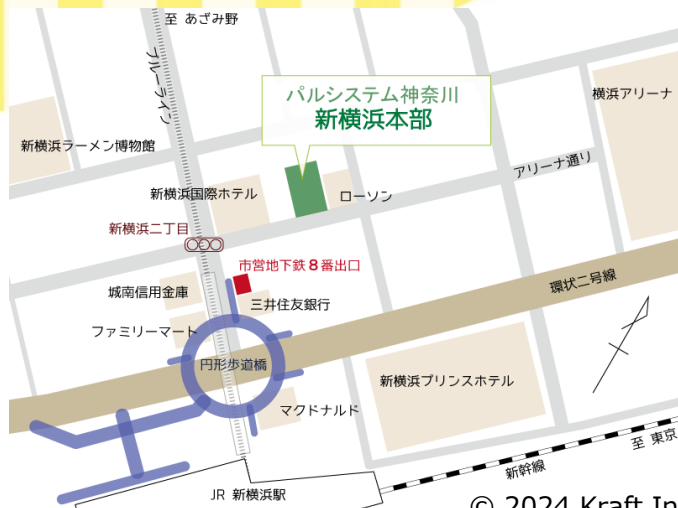 至 あざみ野
ブルーライン
パルシステム神奈川
新横浜本部
横浜アリーナ
新横浜ラーメン博物館
アリーナ通り
新横浜国際ホテル
ローソン
新横浜二丁目
市営地下鉄8番出口
環状二号線
城南信用金庫
三井住友銀行
ファミリーマート
円形歩道橋
新横浜プリンスホテル
マクドナルド
至 東京
新幹線
JR 新横浜駅
© 2024 Kraft In